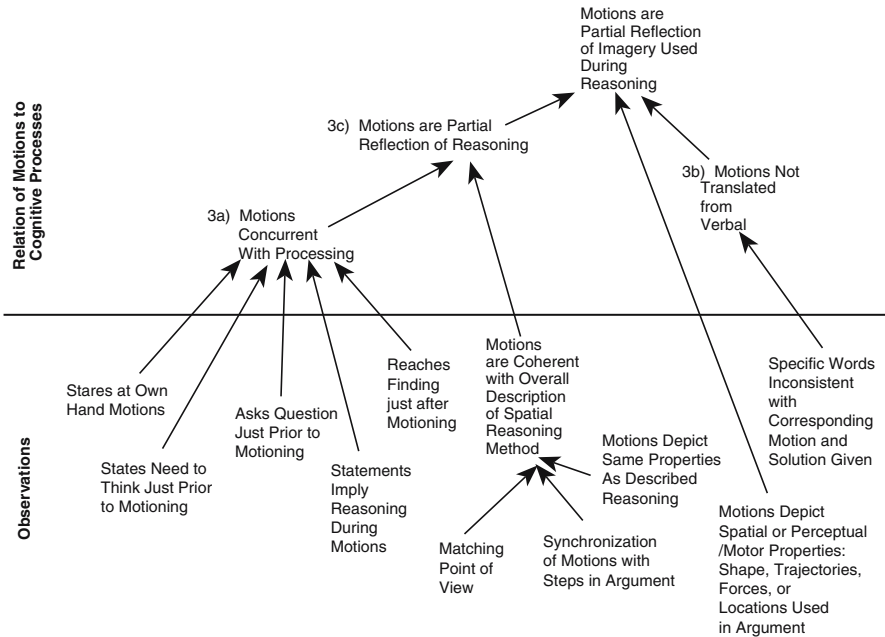 Motions are
Partial Reflection
of Imagery Used
During
Reasoning
3c) Motions are Partial
Reflection of Reasoning
3b) Motions Not
Translated
from
Verbal
3a) Motions
Concurrent
With Processing
Relation of Motions to
Cognitive Processes
Stares at Own
Hand Motions
States Need to
Think Just Prior
to Motioning
Asks Question
Just Prior to
Motioning
Statements
Imply
Reasoning
During
Motions
Reaches
Finding
just after
Motioning
Motions
are Coherent
with Overall
Description
of Spatial
Reasoning
Method
Matching
Point of
View
Synchronization
of Motions with
Steps in Argument
Motions Depict
Same Properties
As Described
Reasoning
Motions Depict
Spatial or Perceptual
/Motor Properties:
Shape, Trajectories,
Forces, or
Locations Used
in Argument
Specific Words
Inconsistent
with
Corresponding
Motion and
Solution Given
Observations